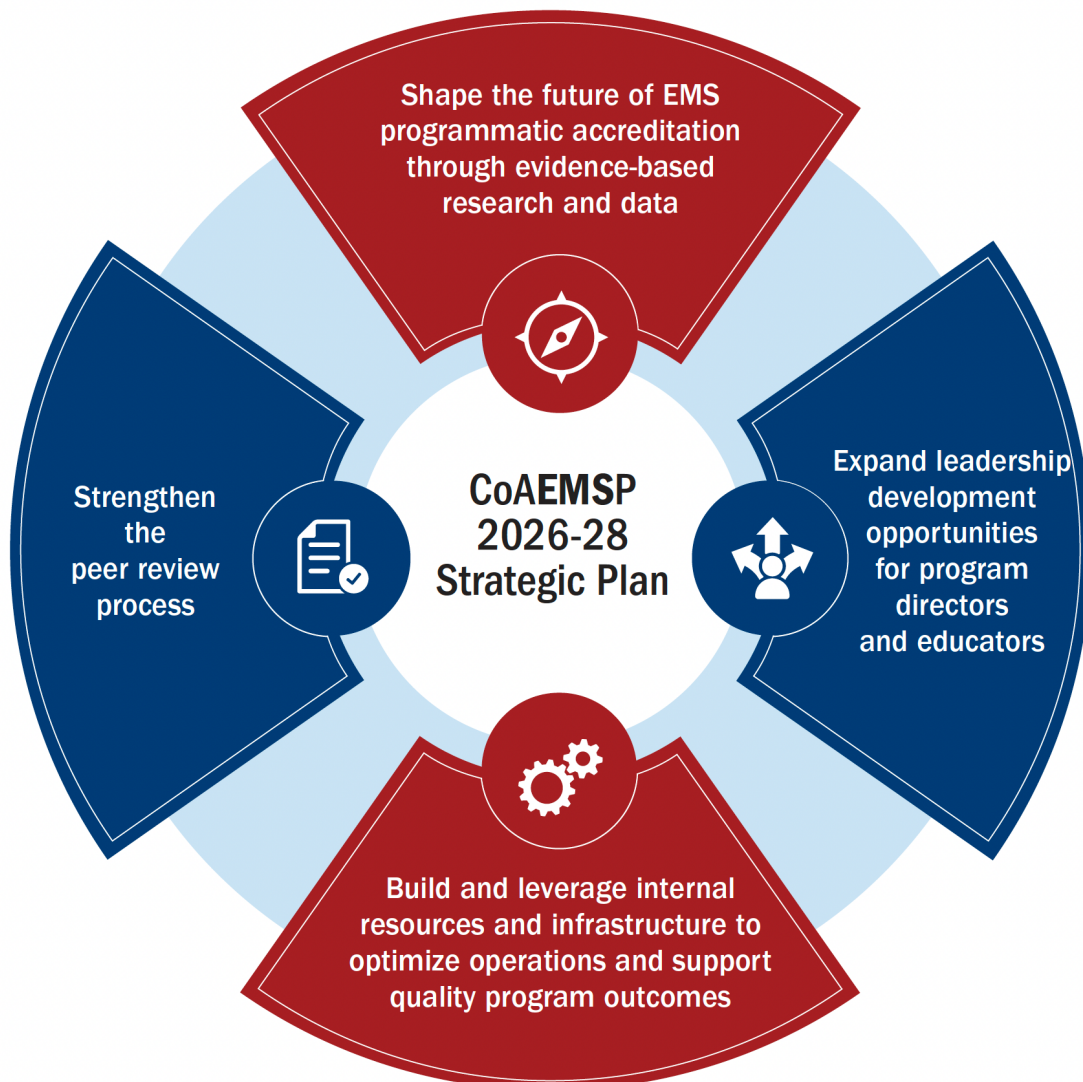 Shape the future of EMS
programmatic accreditation
through evidence-based
research and data
Strengthen
the
peer review
process
CoAEMSP
2026-28
Strategic Plan
Expand leadership
development
opportunities
for program
directors
and educators
Build and leverage internal
resources and infrastructure to
optimize operations and support
quality program outcomes